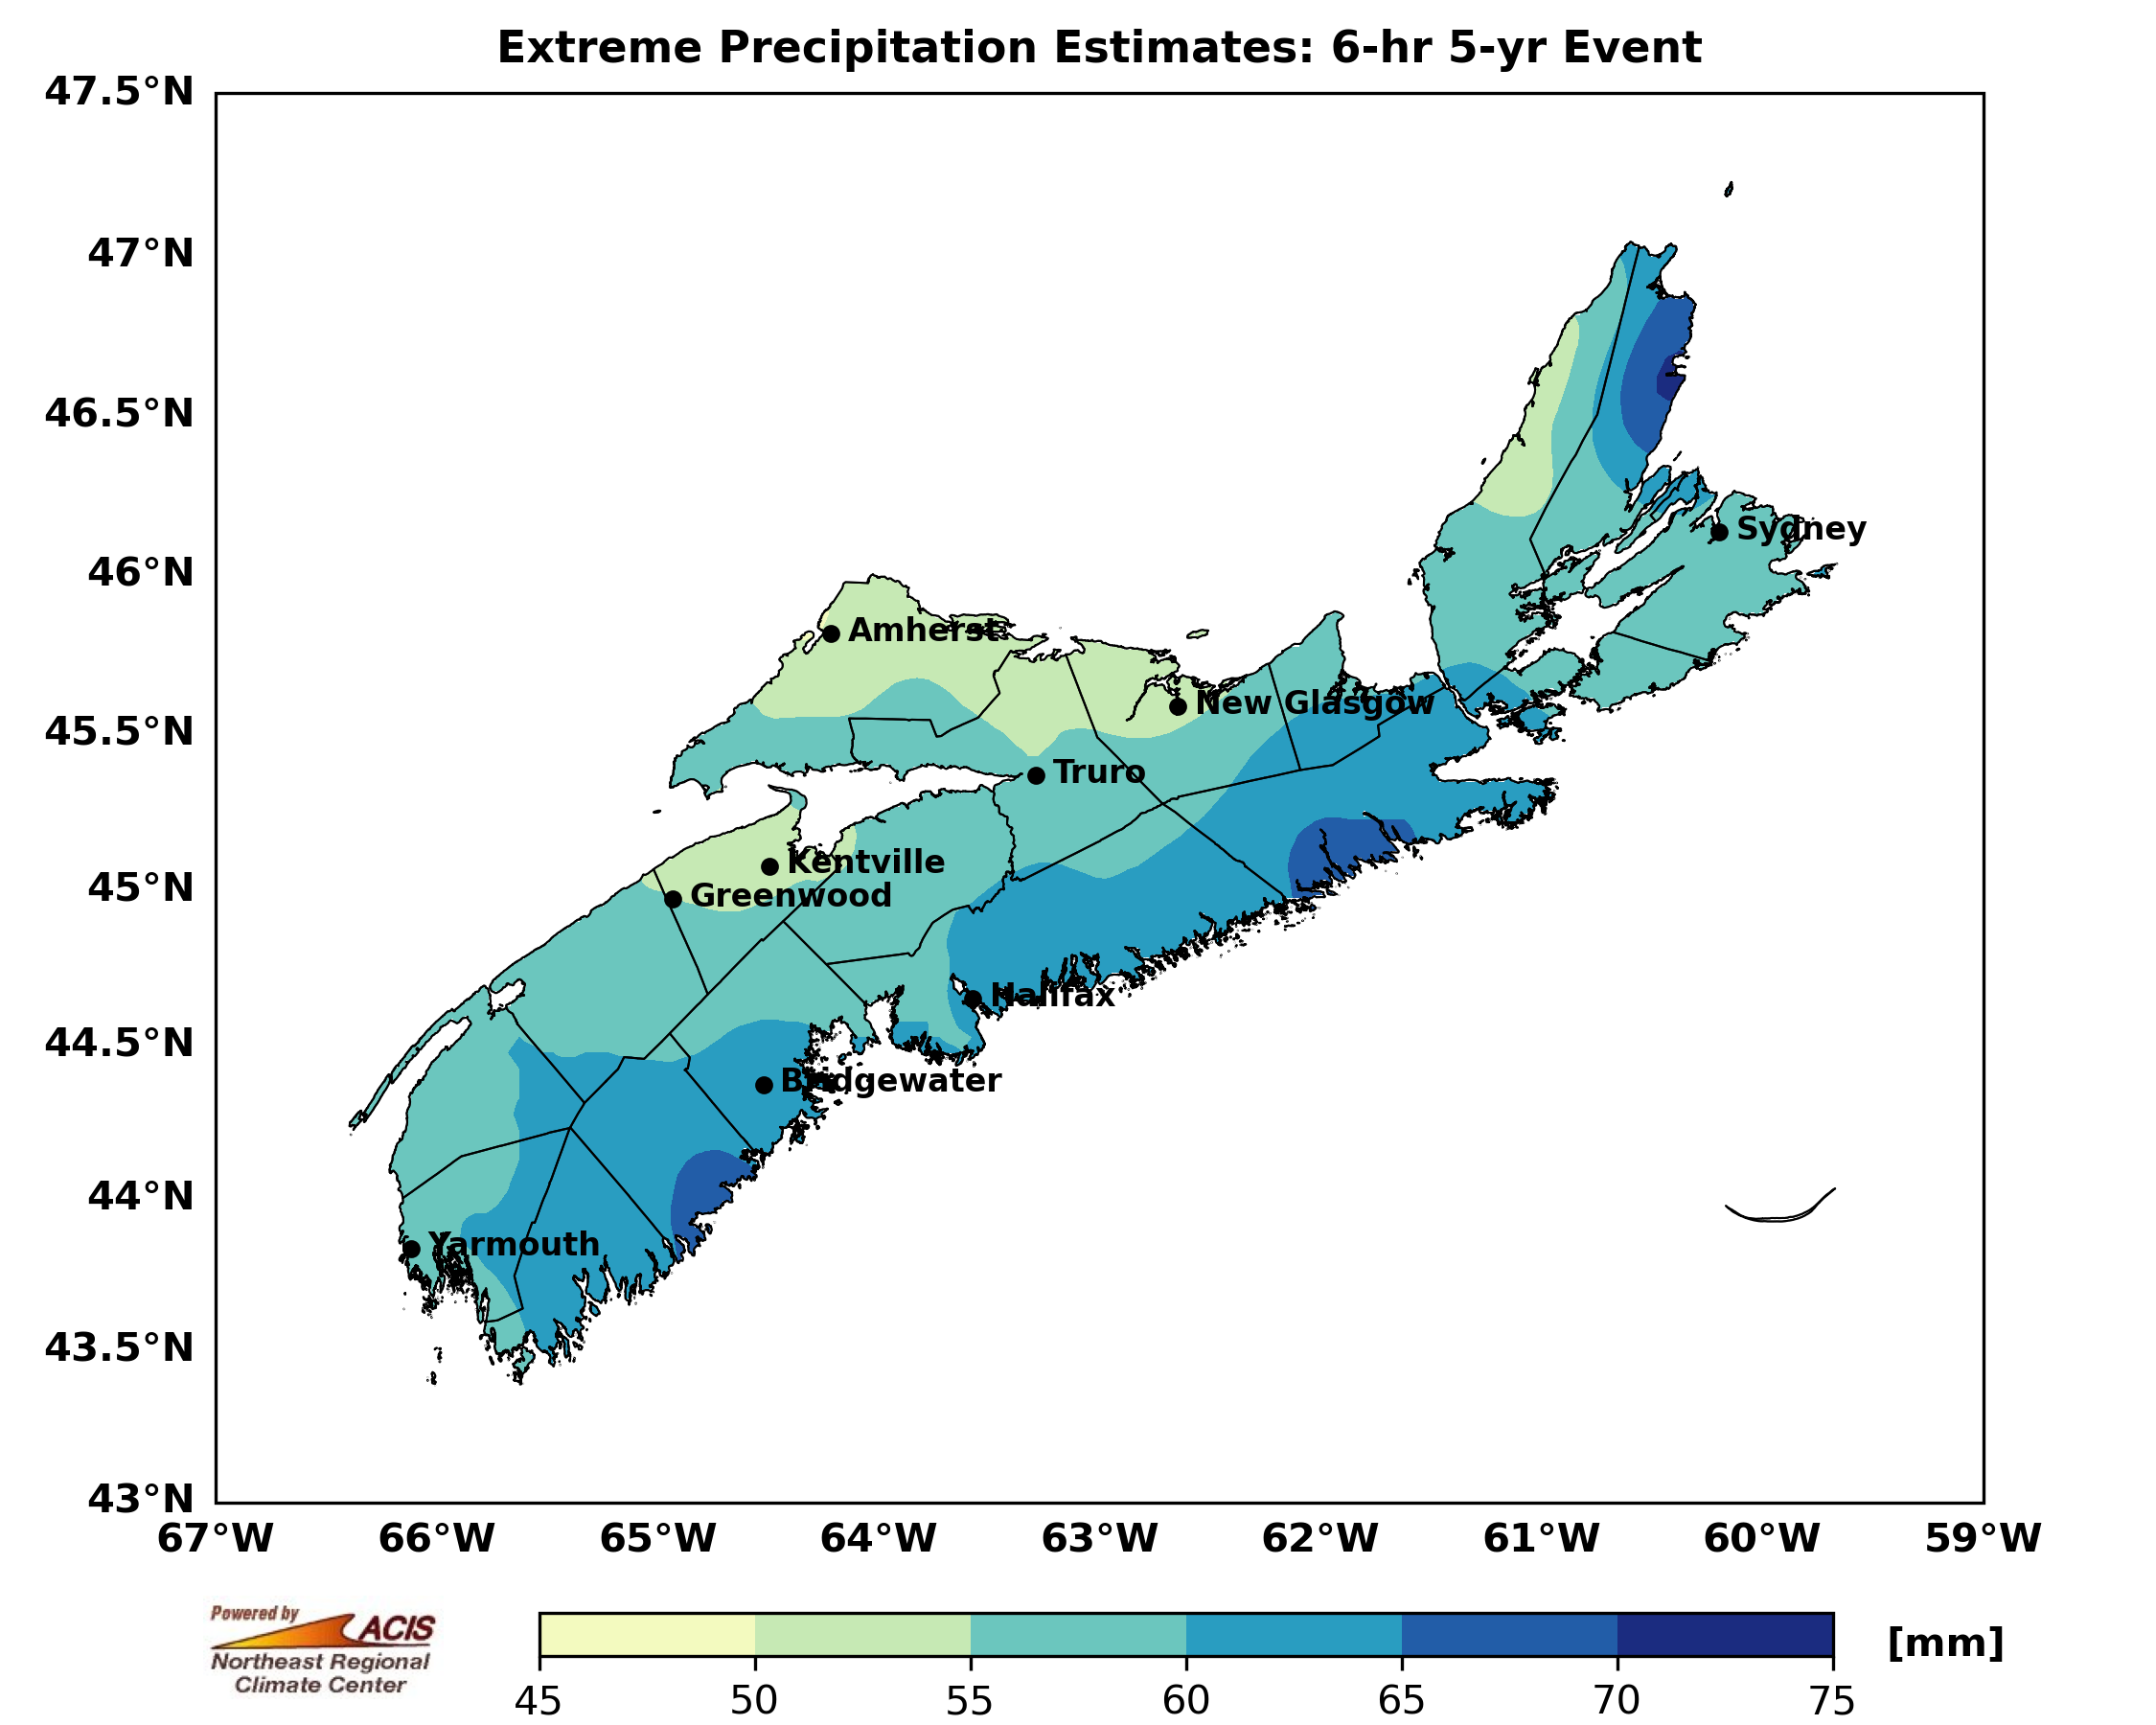 Extreme Precipitation Estimates: 6-hr 5-yr Event
47.5°N
47°N
46.5°N
46°N
45.5°N
45°N
44.5°N
44°N
43.5°N
43°N
67°W 66°W 65°W 64°W 63°W 62°W 61°W 60°W 59°W
Sydney
Amherst
New Glasgow
Truro
Kentville
Greenwood
Halifax
Bridgewater
Yarmouth
Powered by
ACIS
Northeast Regional
Climate Center
45 50 55 60 65 70 75
[mm]